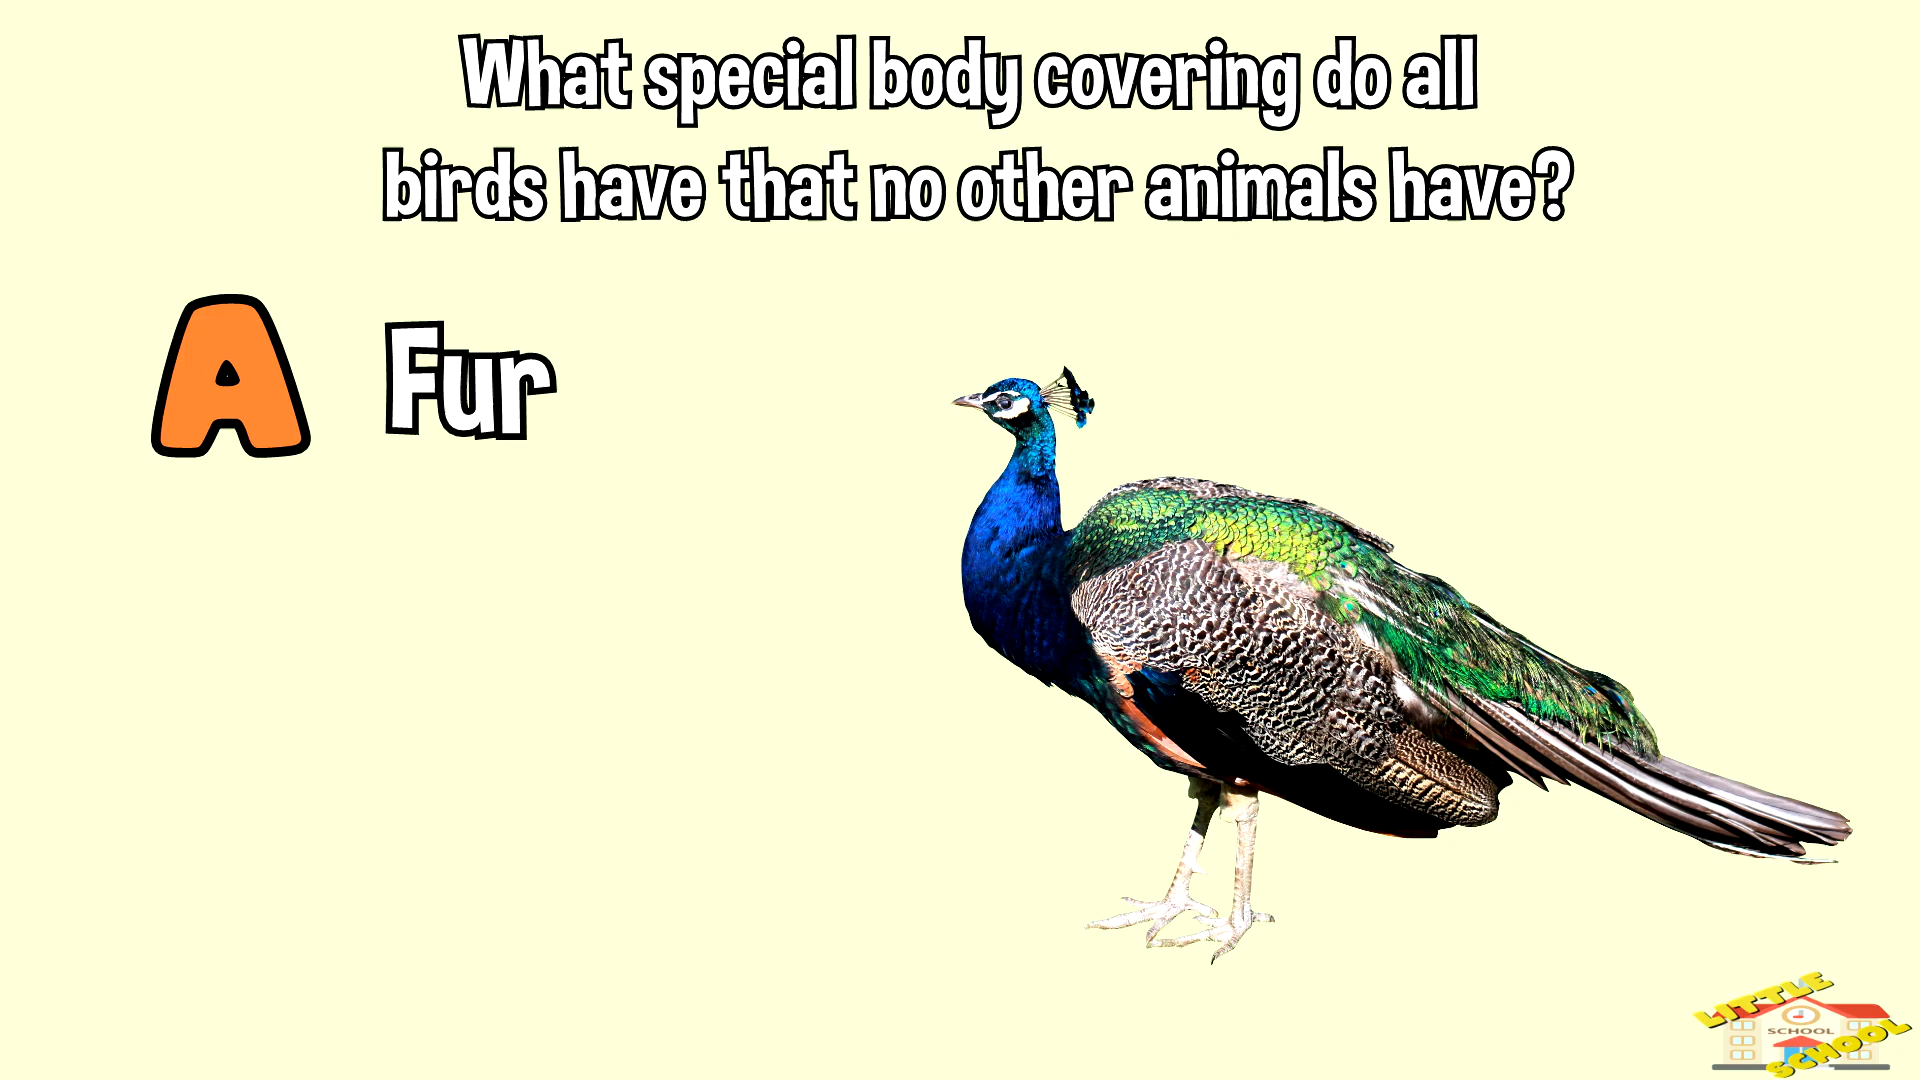 What special body covering do all
birds have that no other animals have?
A Fur
LITTLE
SCHOOL
SCHOOL